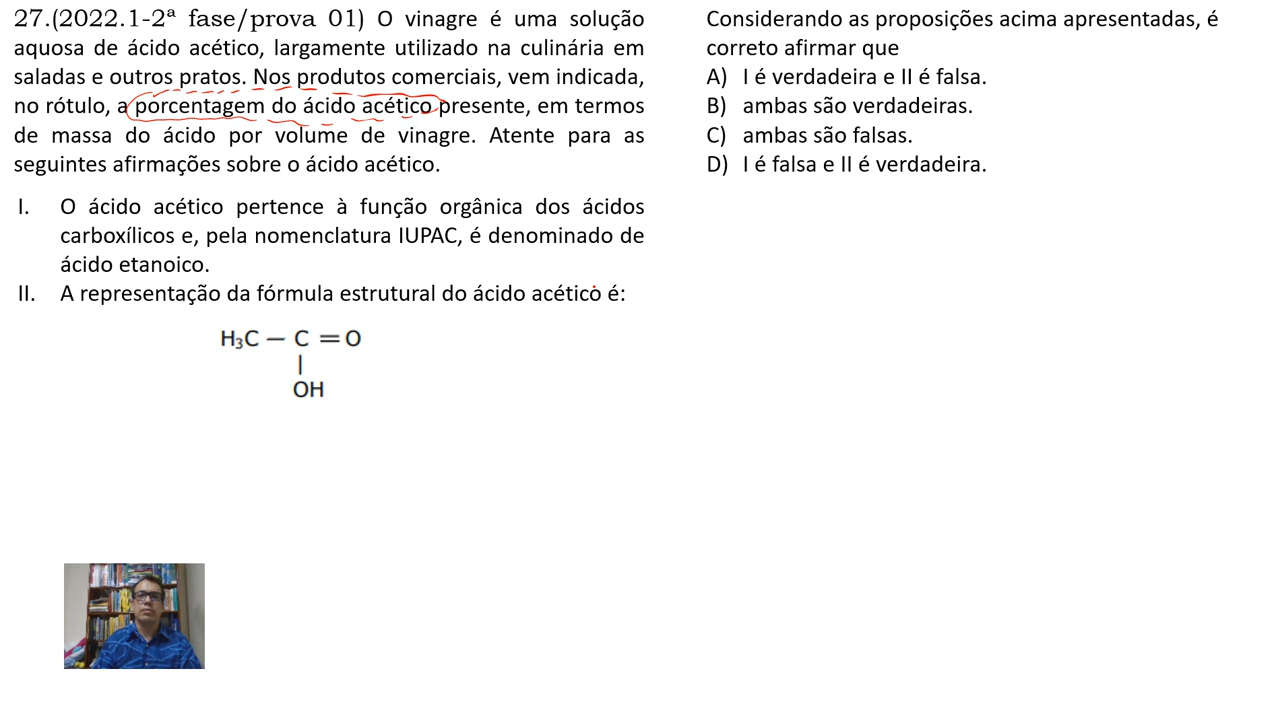 27.(2022.1-2ª fase/prova 01) O vinagre é uma solução
aquosa de ácido acético, largamente utilizado na culinária em
saladas e outros pratos. Nos produtos comerciais, vem indicada,
no rótulo, a porcentagem do ácido acético presente, em termos
de massa do ácido por volume de vinagre. Atente para as
seguintes afirmações sobre o ácido acético.
I. O ácido acético pertence à função orgânica dos ácidos
carboxílicos e, pela nomenclatura IUPAC, é denominado de
ácido etanoico.
II. A representação da fórmula estrutural do ácido acético é:
H₃C — C = O
|
OH
Considerando as proposições acima apresentadas, é
correto afirmar que
A) I é verdadeira e II é falsa.
B) ambas são verdadeiras.
C) ambas são falsas.
D) I é falsa e II é verdadeira.